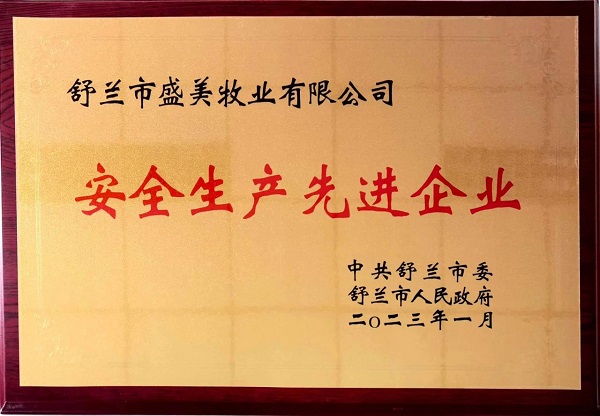 舒兰市盛美牧业有限公司
安全生产先进企业
中共舒兰市委
舒兰市人民政府
二〇二三年一月